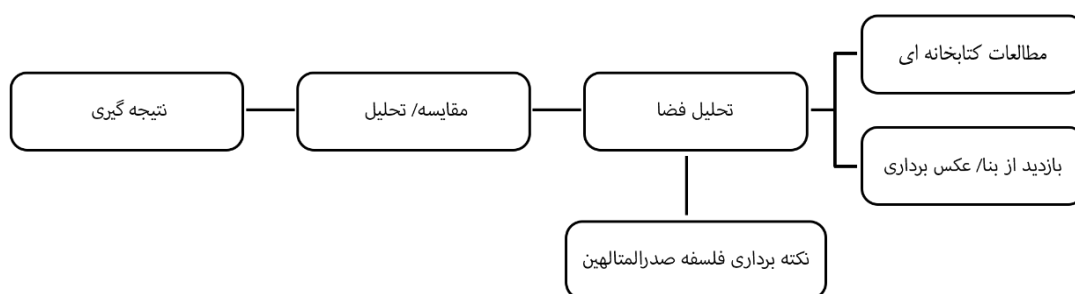 مطالعات کتابخانه ای
بازدید از بنا/ عکس برداری
تحلیل فضا
نکته برداری فلسفه صدرالمتالهین
مقایسه/ تحلیل
نتیجه گیری